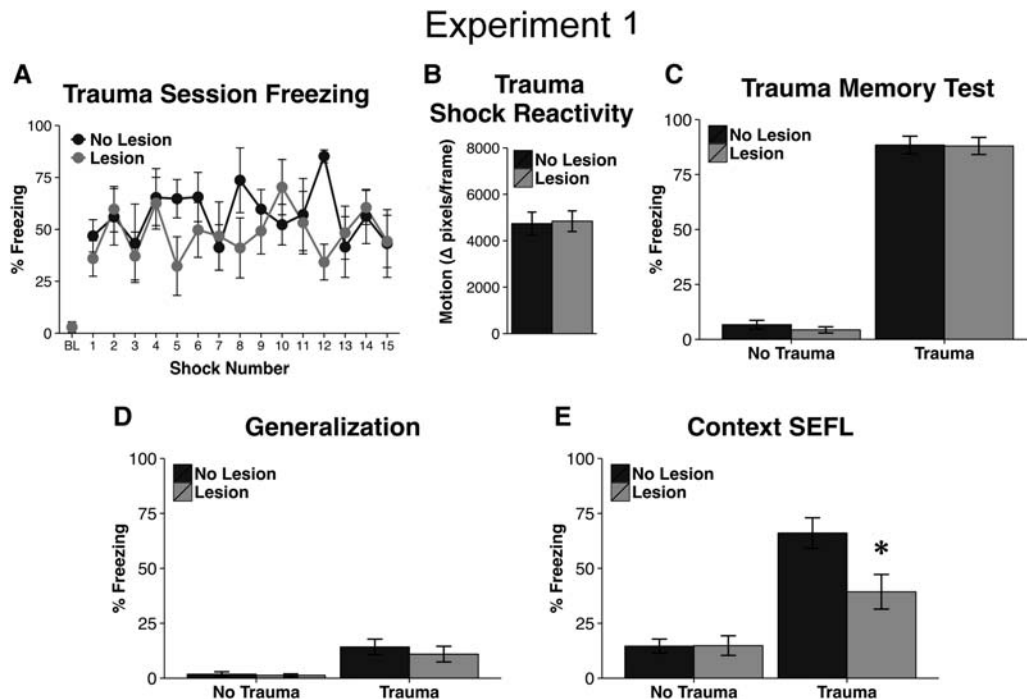 Experiment 1
A
Trauma Session Freezing
No Lesion
Lesion
100
75
50
25
0
% Freezing
BL 1 2 3 4 5 6 7 8 9 10 11 12 13 14 15
Shock Number
B
Trauma
Shock Reactivity
No Lesion
Lesion
8000
6000
4000
2000
0
Motion (Δ pixels/frame)
C
Trauma Memory Test
No Lesion
Lesion
100
75
50
25
0
% Freezing
No Trauma Trauma
D
Generalization
No Lesion
Lesion
100
75
50
25
0
% Freezing
No Trauma Trauma
E
Context SEFL
No Lesion
Lesion
100
75
50
25
0
% Freezing
*
No Trauma Trauma